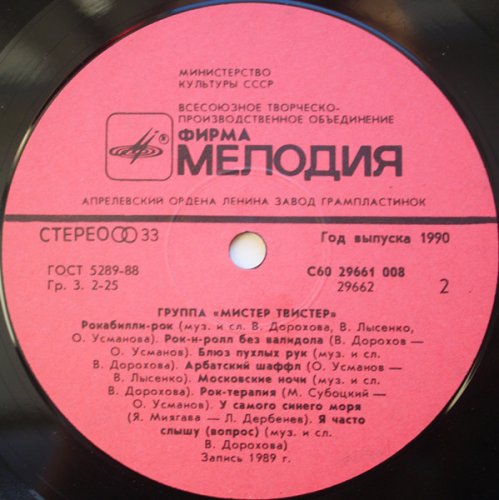 МИНИСТЕРСТВО
КУЛЬТУРЫ СССР
ВСЕСОЮЗНОЕ ТВОРЧЕСКО-
ПРОИЗВОДСТВЕННОЕ ОБЪЕДИНЕНИЕ
ФИРМА
МЕЛОДИЯ
АПРЕЛЕВСКИЙ ОРДЕНА ЛЕНИНА ЗАВОД ГРАМПЛАСТИНОК
СТЕРЕО 33
Год выпуска 1990
ГОСТ 5289-88
Гр. 3. 2-25
С60 29661 008
29662
2
ГРУППА «МИСТЕР ТВИСТЕР»
Рокабилли-рок (муз. и сл. В. Дорохова, В. Лысенко,
О. Усманова). Рок-н-ролл без валидола (В. Дорохов —
О. Усманов). Блюз пухлых рук (муз. и сл.
В. Дорохова). Арбатский шаффл (О. Усманов —
В. Лысенко). Московские ночи (муз. и сл.
В. Дорохова). Рок-терапия (М. Субоцкий —
О. Усманов). У самого синего моря
(Я. Миягава — Л. Дербенев). Я часто
слышу (вопрос) (муз. и сл.
В. Дорохова)
Запись 1989 г.